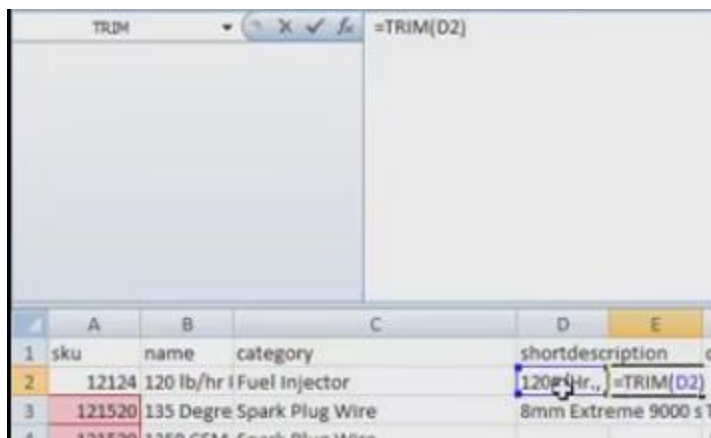 TRIM fx =TRIM(D2)
A B C D E
1 sku name category shortdescription
2 12124 120 lb/hr Fuel Injector =TRIM(D2)
3 121520 135 Degre Spark Plug Wire 8mm Extreme 9000 s